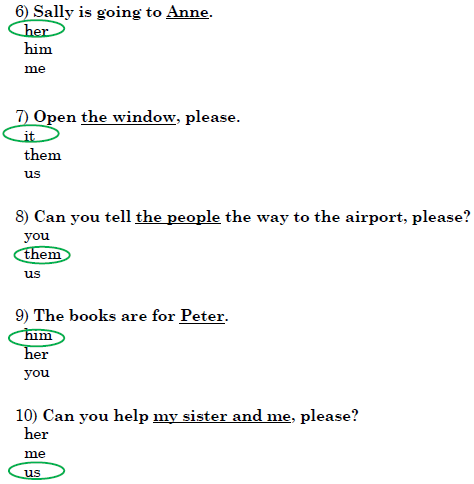 6) Sally is going to Anne.
her
him
me
7) Open the window, please.
it
them
us
8) Can you tell the people the way to the airport, please?
you
them
us
9) The books are for Peter.
him
her
you
10) Can you help my sister and me, please?
her
me
us